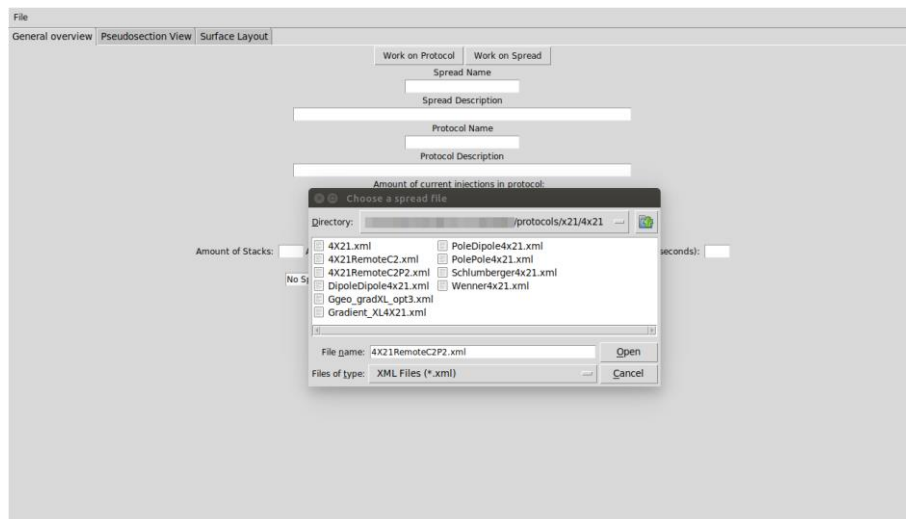 File
General overview Pseudosection View Surface Layout
Work on Protocol Work on Spread
Spread Name
Spread Description
Protocol Name
Protocol Description
Amount of current injections in protocol:
Choose a spread file
Directory: /protocols/x21/4x21
4X21.xml PoleDipole4x21.xml
4X21RemoteC2.xml PolePole4x21.xml
4X21RemoteC2P2.xml Schlumberger4x21.xml
DipoleDipole4x21.xml Wenner4x21.xml
Ggeo_gradXL_opt3.xml
Gradient_XL4X21.xml
Amount of Stacks: seconds):
File name: 4X21RemoteC2P2.xml Open
Files of type: XML Files (*.xml) Cancel